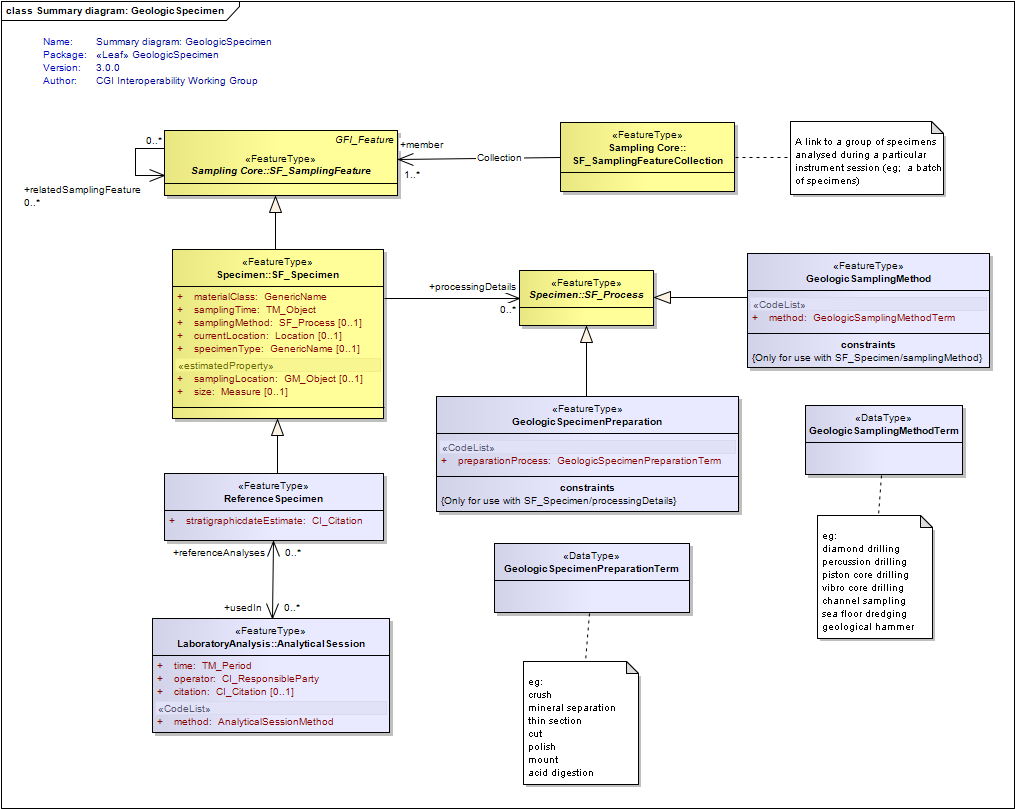 class Summary diagram: GeologicSpecimen
Name: Summary diagram: GeologicSpecimen
Package: «Leaf» GeologicSpecimen
Version: 3.0.0
Author: CGI Interoperability Working Group
GFI_Feature
«FeatureType»
Sampling Core::SF_SamplingFeature
0..*
+relatedSamplingFeature
0..*
+member
1..*
Collection
«FeatureType»
Sampling Core::
SF_SamplingFeatureCollection
A link to a group of specimens
analysed during a particular
instrument session (eg; a batch
of specimens)
«FeatureType»
Specimen::SF_Specimen
+ materialClass: GenericName
+ samplingTime: TM_Object
+ samplingMethod: SF_Process [0..1]
+ currentLocation: Location [0..1]
+ specimenType: GenericName [0..1]
«estimatedProperty»
+ samplingLocation: GM_Object [0..1]
+ size: Measure [0..1]
+processingDetails
0..*
«FeatureType»
Specimen::SF_Process
«FeatureType»
GeologicSamplingMethod
«CodeList»
+ method: GeologicSamplingMethodTerm
constraints
{Only for use with SF_Specimen/samplingMethod}
«FeatureType»
GeologicSpecimenPreparation
«CodeList»
+ preparationProcess: GeologicSpecimenPreparationTerm
constraints
{Only for use with SF_Specimen/processingDetails}
«DataType»
GeologicSamplingMethodTerm
«FeatureType»
ReferenceSpecimen
+ stratigraphicdateEstimate: CI_Citation
+referenceAnalyses
0..*
+usedIn
0..*
«FeatureType»
LaboratoryAnalysis::AnalyticalSession
+ time: TM_Period
+ operator: CI_ResponsibleParty
+ citation: CI_Citation [0..1]
«CodeList»
+ method: AnalyticalSessionMethod
«DataType»
GeologicSpecimenPreparationTerm
eg:
diamond drilling
percussion drilling
piston core drilling
vibro core drilling
channel sampling
sea floor dredging
geological hammer
eg:
crush
mineral separation
thin section
cut
polish
mount
acid digestion